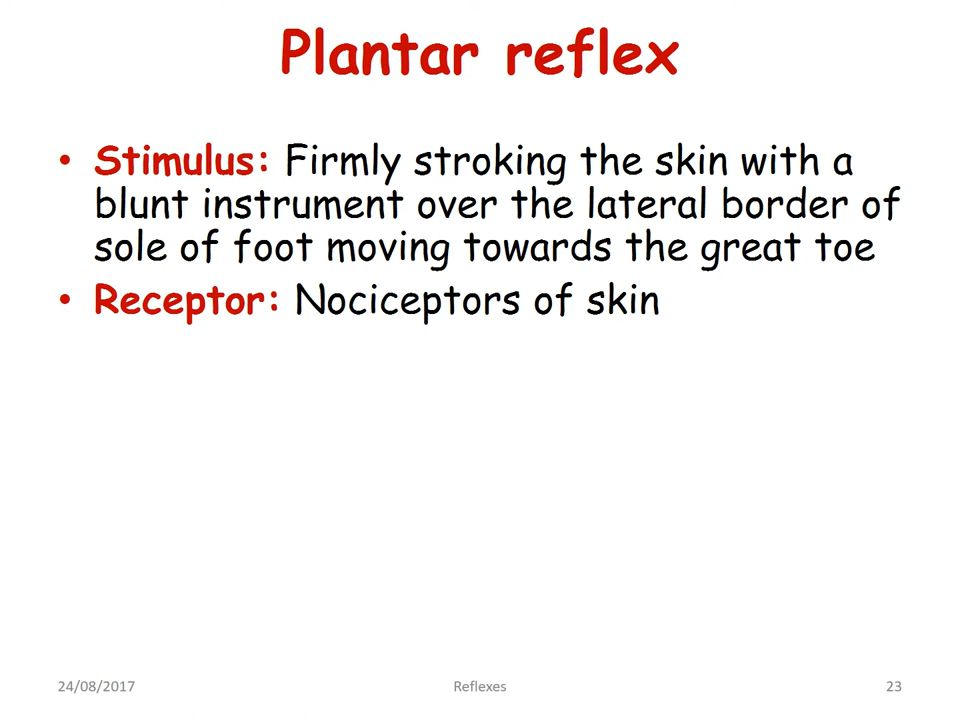 Plantar reflex
• Stimulus: Firmly stroking the skin with a
blunt instrument over the lateral border of
sole of foot moving towards the great toe
• Receptor: Nociceptors of skin
24/08/2017 Reflexes 23